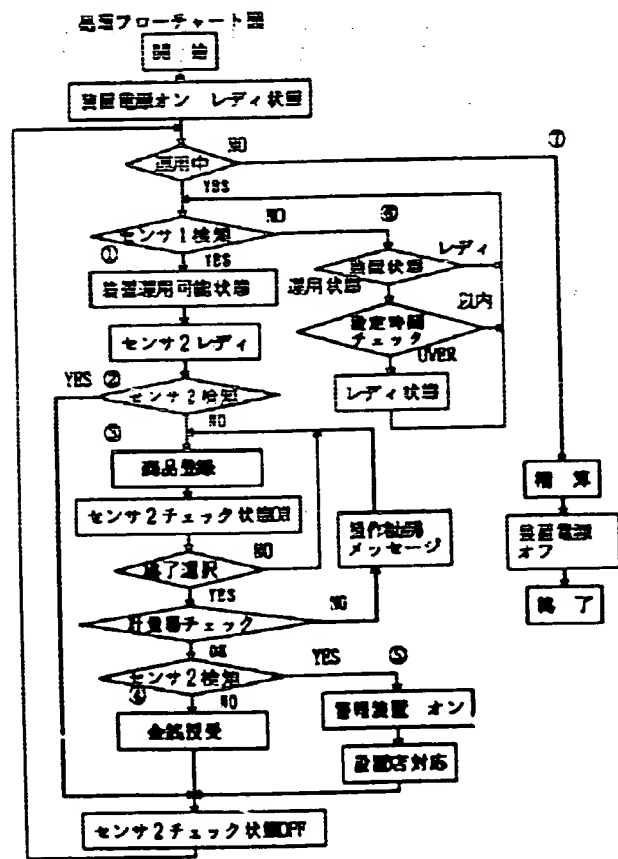 処理フローチャート図
開 始
装置電源オン レディ状態
NO
①
運用中
YES
センサ1検知
NO
⑥
①
YES
装置状態
レディ
装置運用可能状態
運用状態
以内
設定時間
チェック
OVER
センサ2レディ
レディ状態
YES
②
センサ2検知
NO
③
商品登録
精 算
センサ2チェック状態ON
メッセージ
装置電源
オフ
終了選択
NO
YES
終 了
計量器チェック
NG
OK
センサ2検知
YES
⑤
④
NO
警報装置 オン
金銭授受
設置店対応
センサ2チェック状態OFF